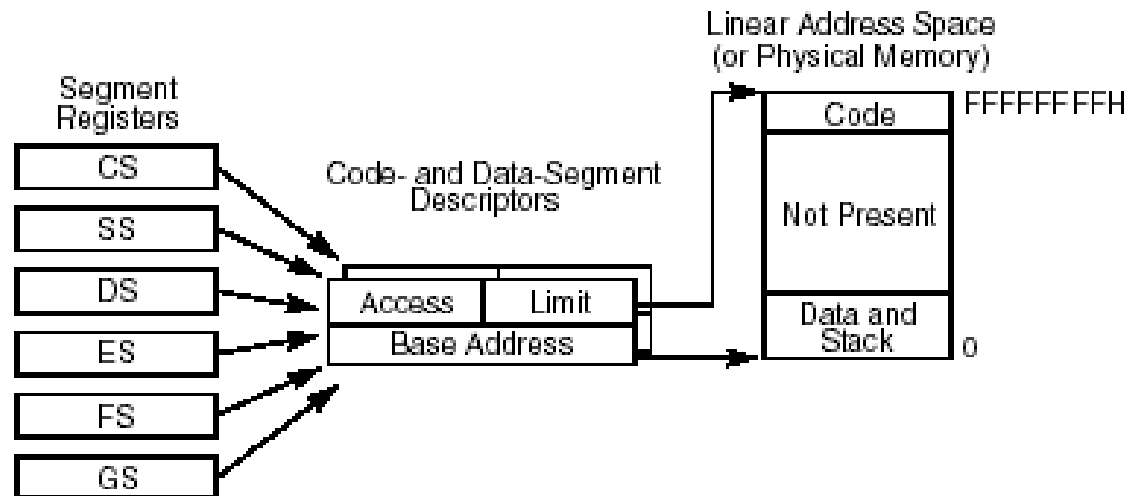 Linear Address Space
(or Physical Memory)
Segment
Registers
CS
SS
DS
ES
FS
GS
Code- and Data-Segment
Descriptors
Access
Limit
Base Address
Code
FFFFFFFFH
Not Present
Data and
Stack
0